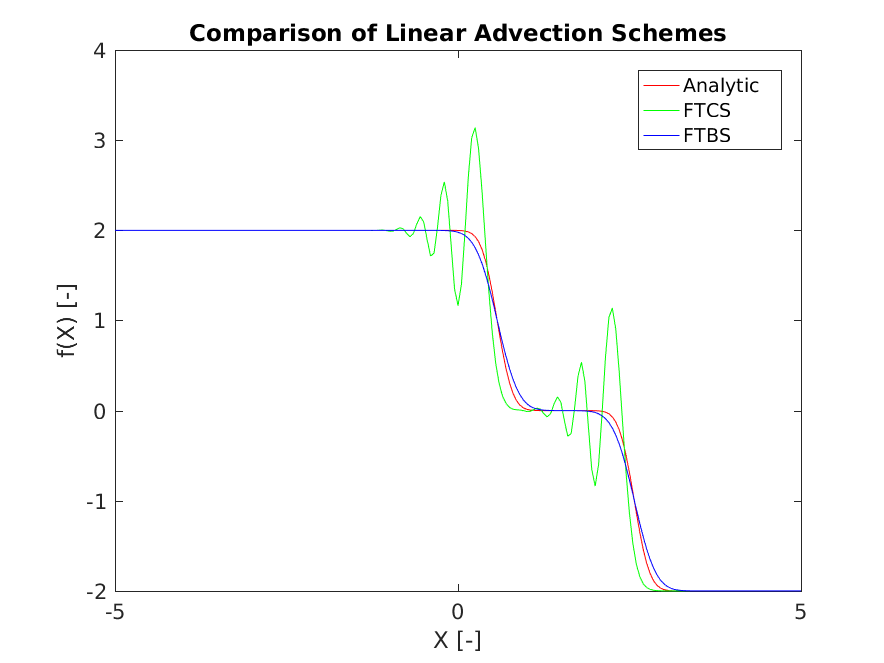 Comparison of Linear Advection Schemes
4
3
2
1
0
-1
-2
f(X) [-]
Analytic
FTCS
FTBS
-5
0
5
X [-]